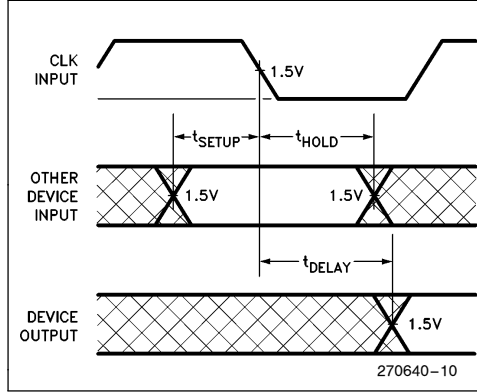 CLK
INPUT
1.5V
tSETUP
tHOLD
OTHER
DEVICE
INPUT
1.5V
1.5V
tDELAY
DEVICE
OUTPUT
1.5V
270640-10